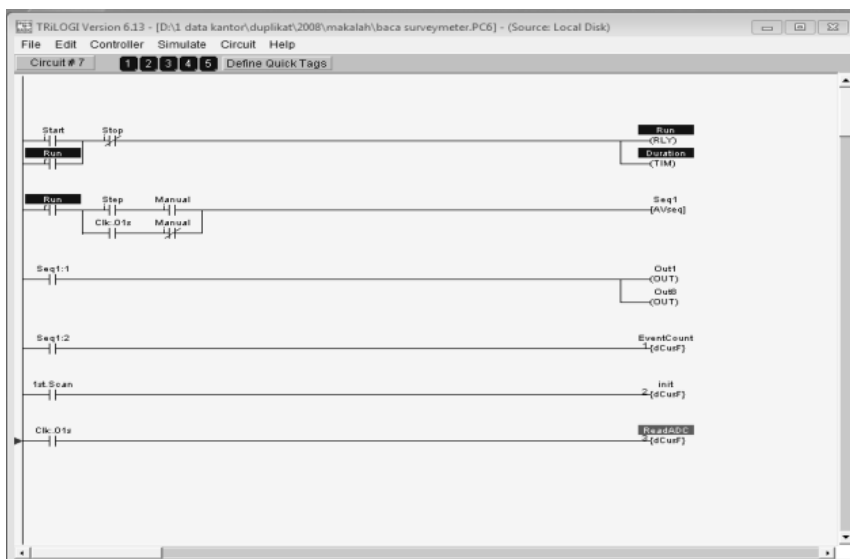 TRiLOGI Version 6.13 - [D:\1 data kantor\duplikat\2008\makalah\baca surveymeter.PC6] - (Source: Local Disk)
File Edit Controller Simulate Circuit Help
Circuit # 7 1 2 3 4 5 Define Quick Tags
Start Stop Run
(RLY)
Run Duration
(TIM)
Run Step Manual Seq1
[AVseq]
Clk:.01s Manual
Seq1:1 Out1
(OUT)
Out8
(OUT)
Seq1:2 EventCount
1 {dCusF}
1st.Scan init
2 {dCusF}
Clk:.01s ReadADC
3 {dCusF}